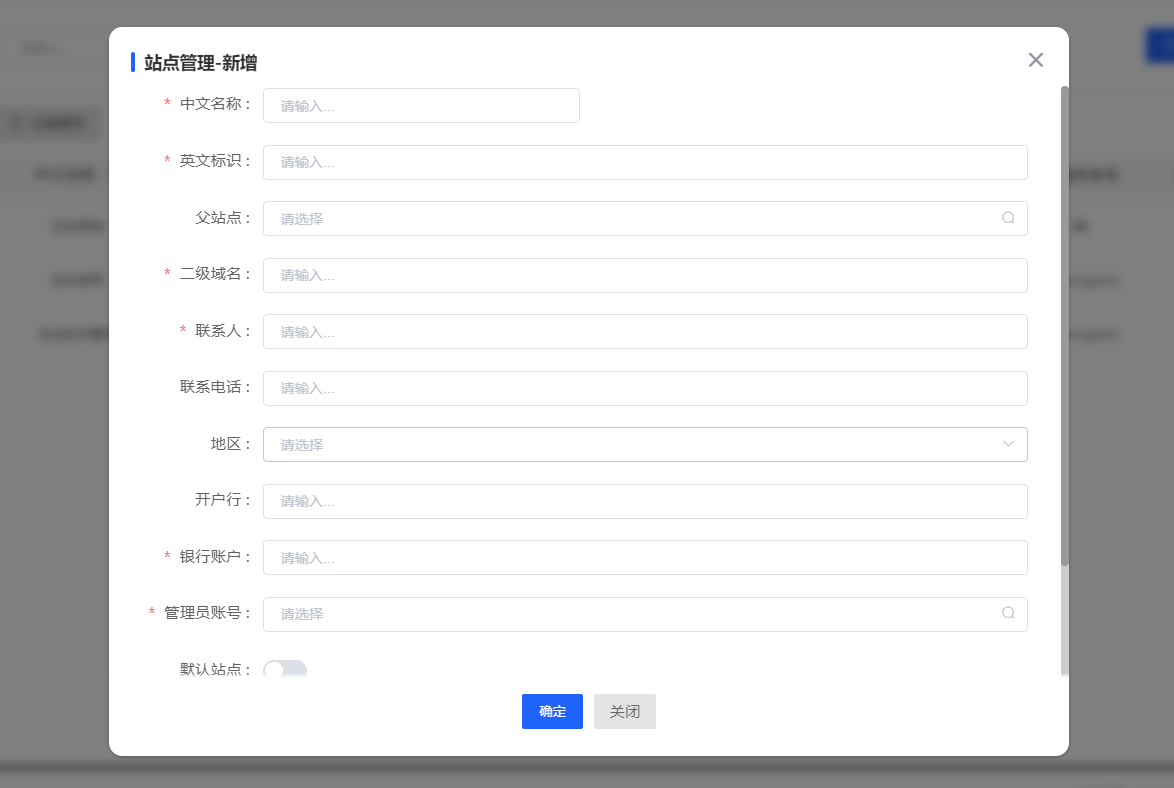 站点管理-新增
* 中文名称： 请输入...
* 英文标识： 请输入...
父站点： 请选择
* 二级域名： 请输入...
* 联系人： 请输入...
联系电话： 请输入...
地区： 请选择
开户行： 请输入...
* 银行账户： 请输入...
* 管理员账号： 请选择
默认站点：
确定 关闭